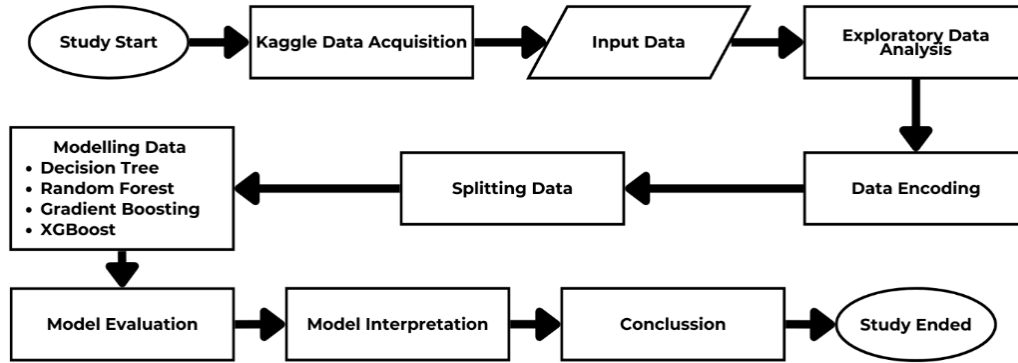 Study Start
Kaggle Data Acquisition
Input Data
Exploratory Data
Analysis
Data Encoding
Splitting Data
Modelling Data
• Decision Tree
• Random Forest
• Gradient Boosting
• XGBoost
Model Evaluation
Model Interpretation
Conclussion
Study Ended